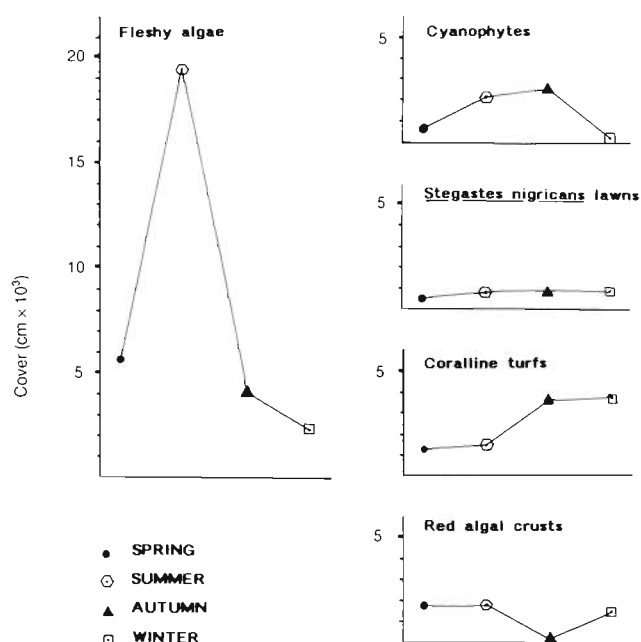 Fleshy algae
20
15
10
5
Cover (cm × 10³)
Cyanophytes
5
Stegastes nigricans lawns
5
Coralline turfs
5
Red algal crusts
5
SPRING
SUMMER
AUTUMN
WINTER